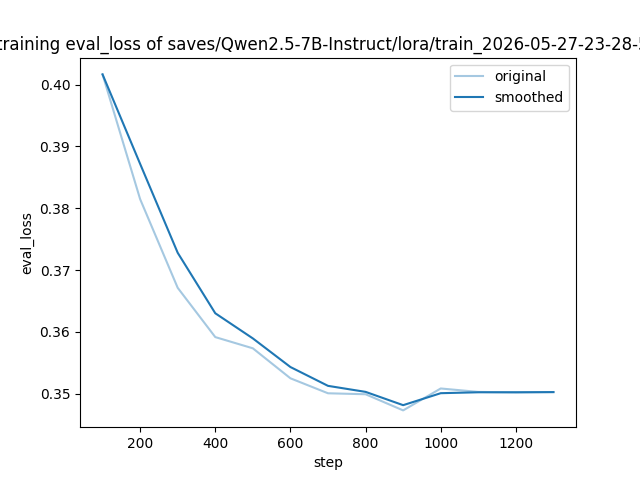 training eval_loss of saves/Qwen2.5-7B-Instruct/lora/train_2026-05-27-23-28-
original
smoothed
0.40
0.39
0.38
0.37
0.36
0.35
eval_loss
200
400
600
800
1000
1200
step